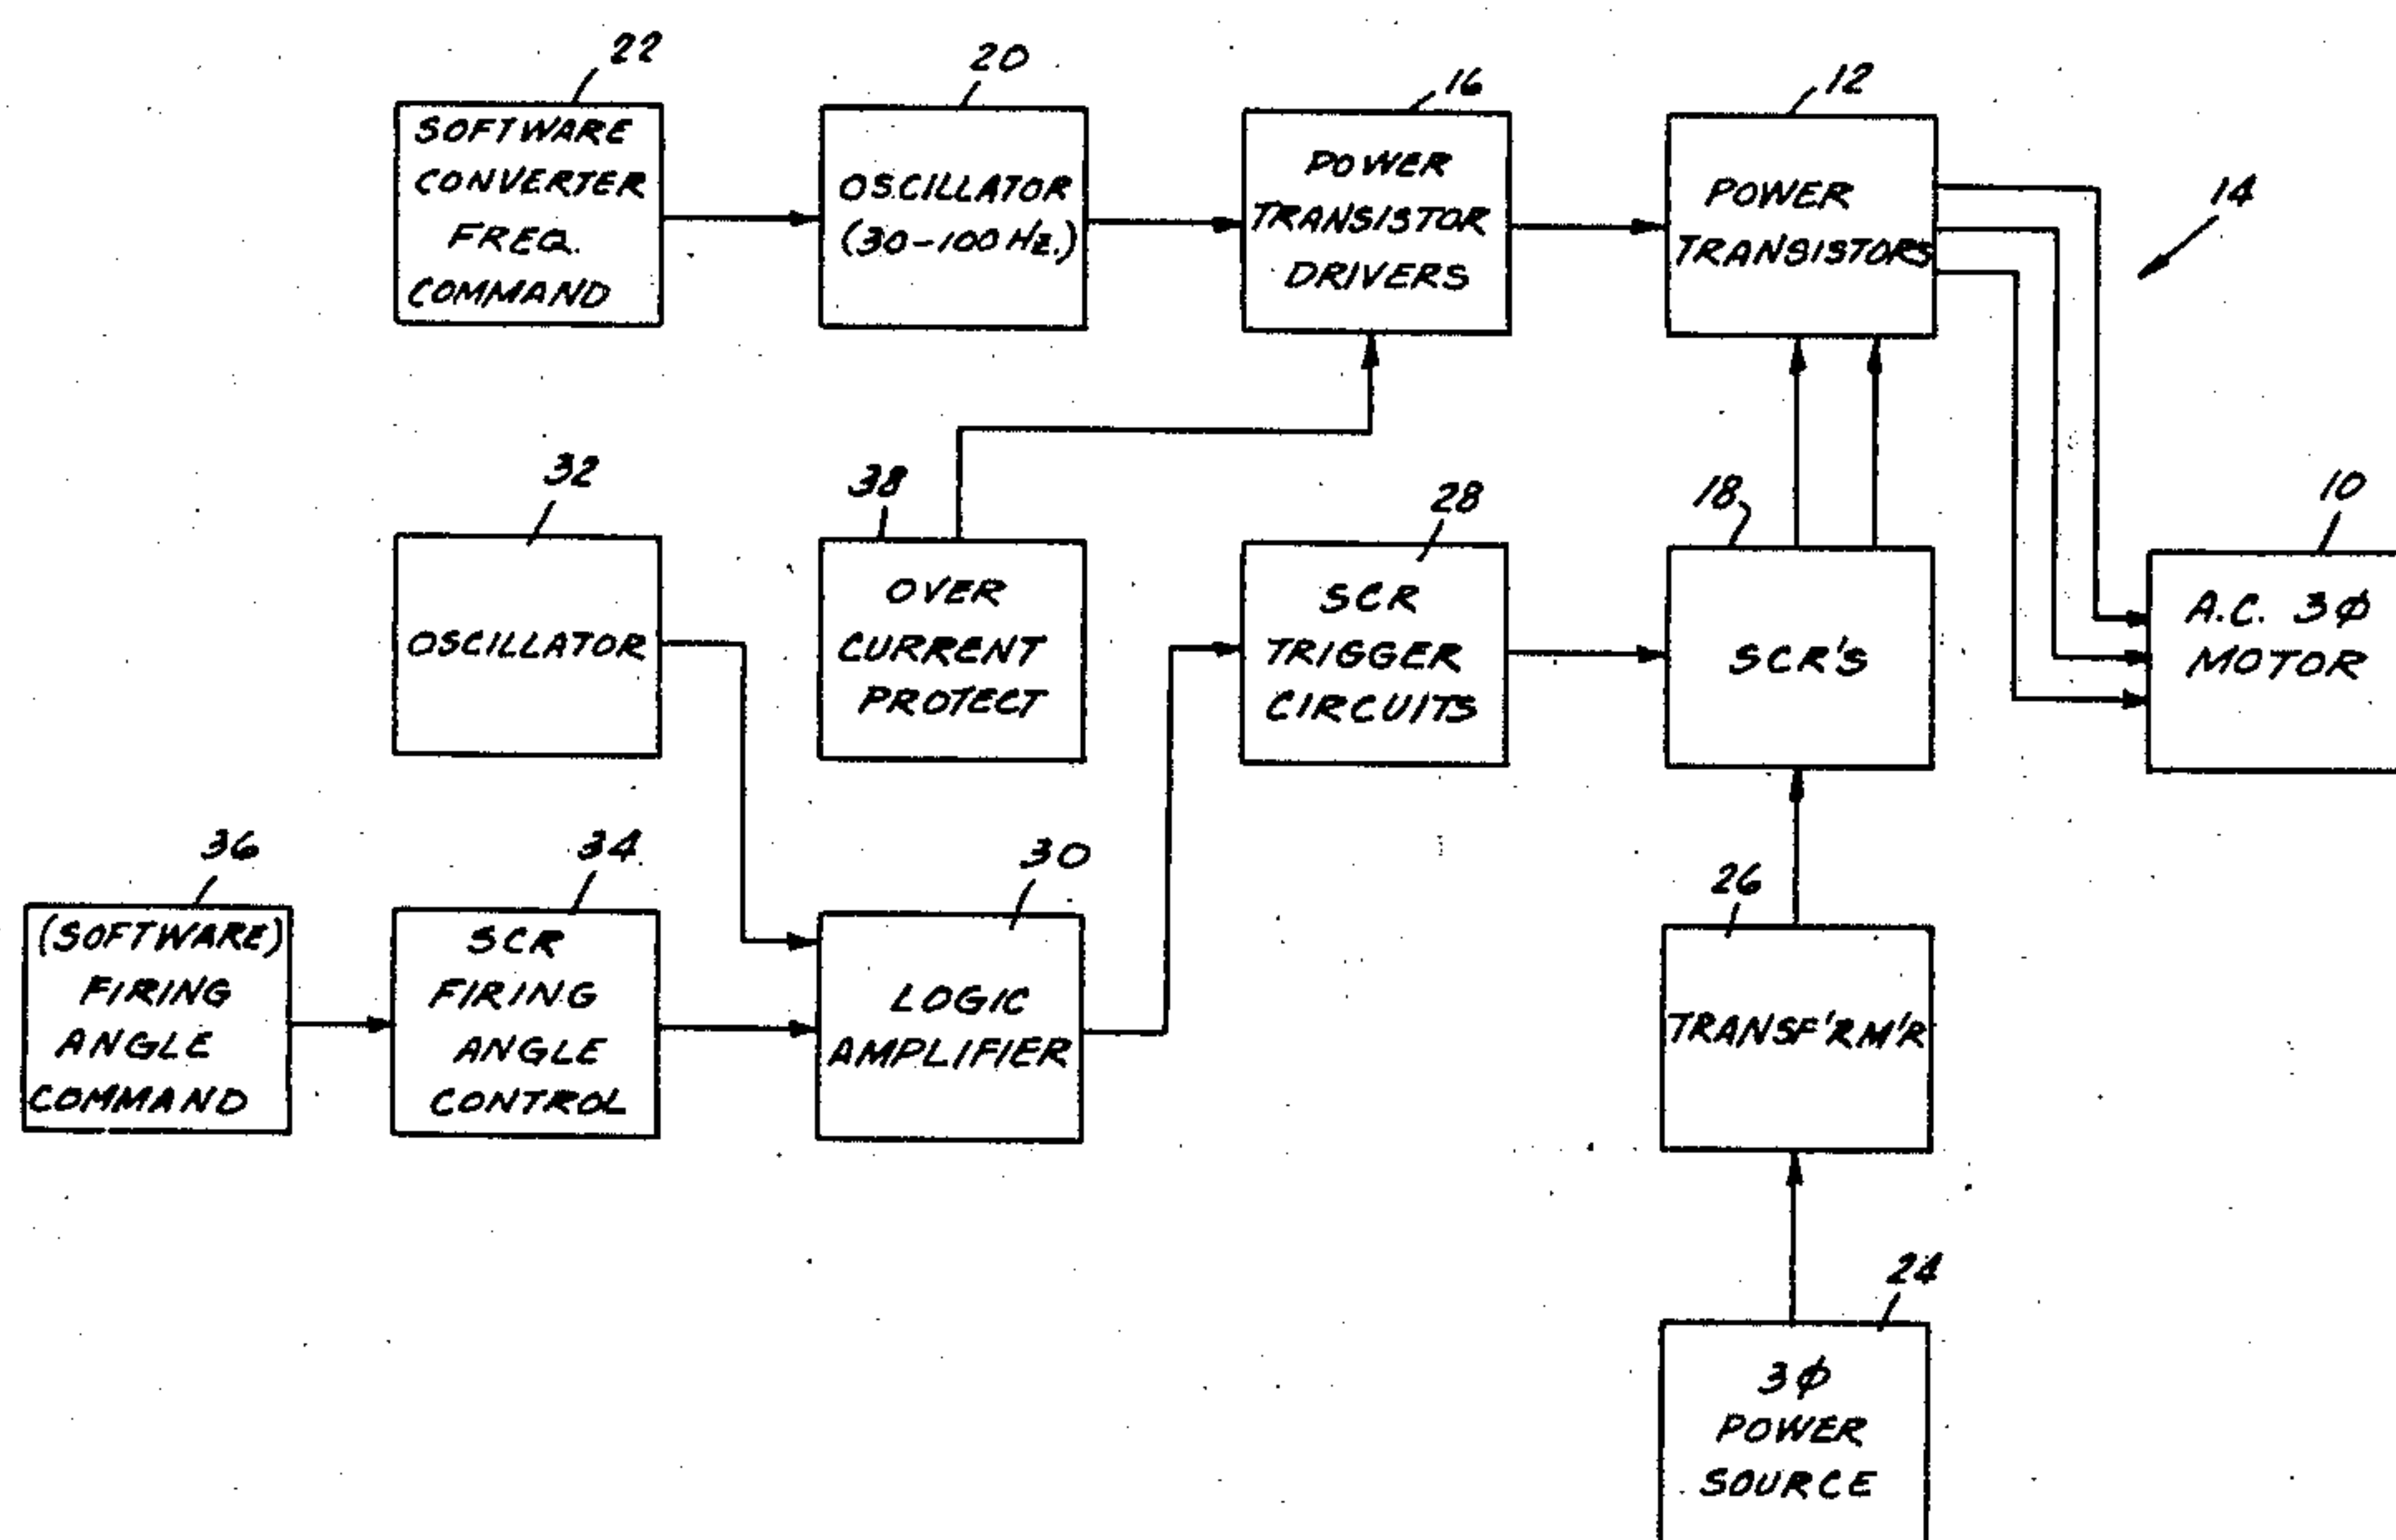 22
SOFTWARE
CONVERTER
FREQ.
COMMAND
20
OSCILLATOR
(30-100 Hz.)
16
POWER
TRANSISTOR
DRIVERS
12
POWER
TRANSISTORS
14
32
OSCILLATOR
38
OVER
CURRENT
PROTECT
28
SCR
TRIGGER
CIRCUITS
18
SCR'S
10
A.C. 3φ
MOTOR
36
(SOFTWARE)
FIRING
ANGLE
COMMAND
34
SCR
FIRING
ANGLE
CONTROL
30
LOGIC
AMPLIFIER
26
TRANSF'RM'R
24
3φ
POWER
SOURCE